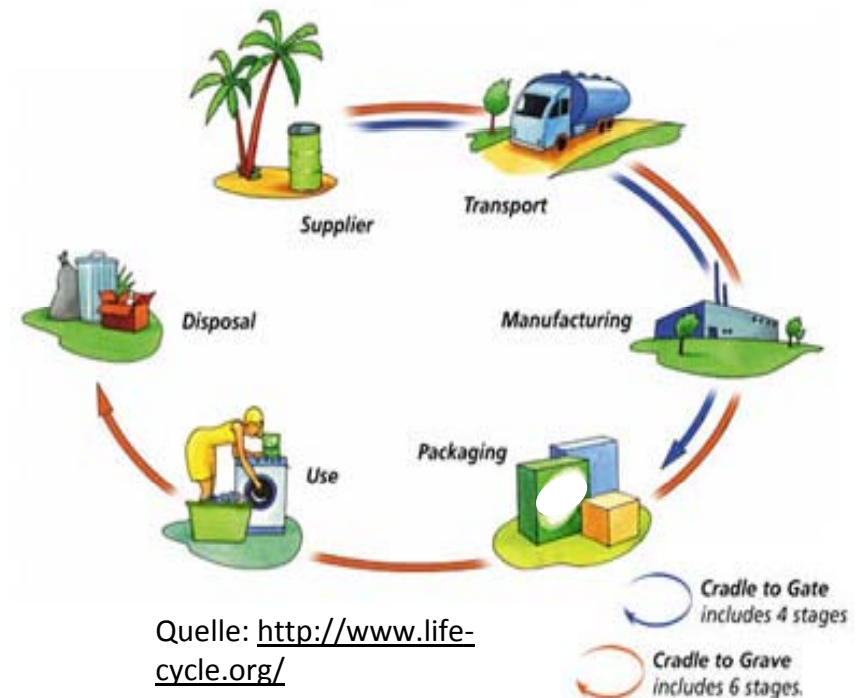 Supplier
Transport
Manufacturing
Packaging
Use
Disposal
Quelle: http://www.life-
cycle.org/
Cradle to Gate
includes 4 stages
Cradle to Grave
includes 6 stages.